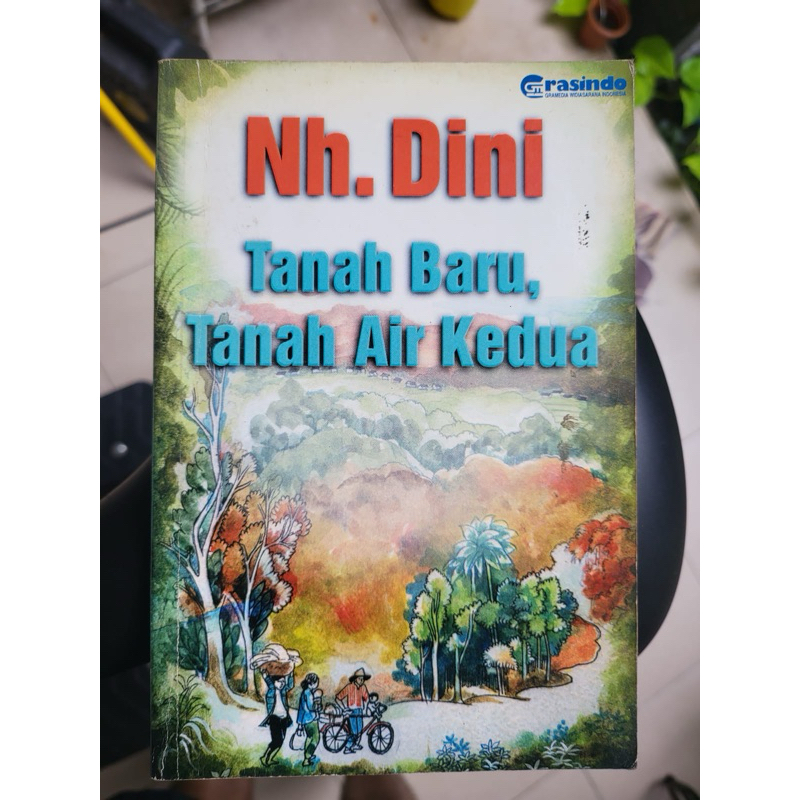 Grasindo
GRAMEDIA WIDIASARANA INDONESIA
Nh. Dini
Tanah Baru,
Tanah Air Kedua